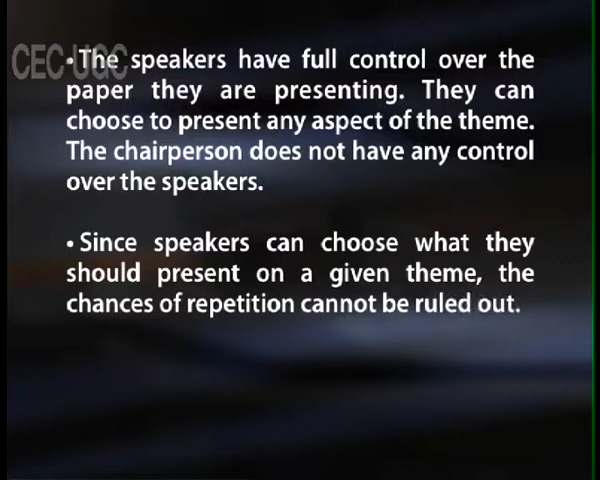 CEC-UGC
• The speakers have full control over the
paper they are presenting. They can
choose to present any aspect of the theme.
The chairperson does not have any control
over the speakers.
• Since speakers can choose what they
should present on a given theme, the
chances of repetition cannot be ruled out.